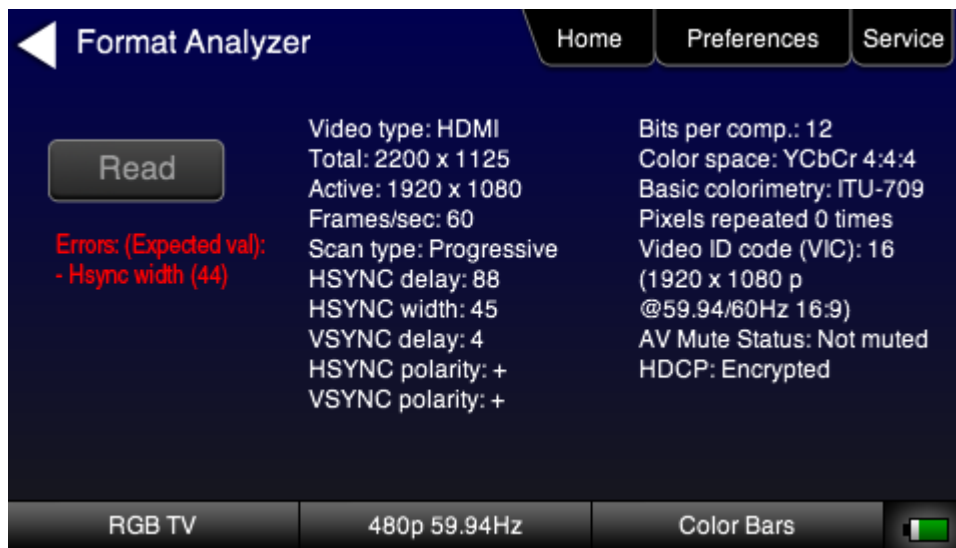 Format Analyzer
Home
Preferences
Service
Read
Errors: (Expected val):
- Hsync width (44)
Video type: HDMI
Total: 2200 x 1125
Active: 1920 x 1080
Frames/sec: 60
Scan type: Progressive
HSYNC delay: 88
HSYNC width: 45
VSYNC delay: 4
HSYNC polarity: +
VSYNC polarity: +
Bits per comp.: 12
Color space: YCbCr 4:4:4
Basic colorimetry: ITU-709
Pixels repeated 0 times
Video ID code (VIC): 16
(1920 x 1080 p
@59.94/60Hz 16:9)
AV Mute Status: Not muted
HDCP: Encrypted
RGB TV
480p 59.94Hz
Color Bars